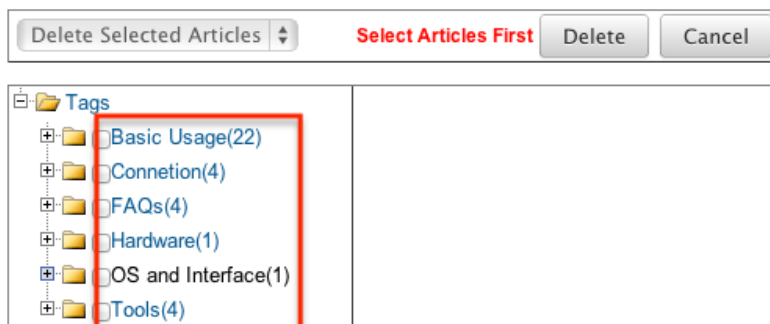 Delete Selected Articles Select Articles First Delete Cancel
Tags
Basic Usage(22)
Connetion(4)
FAQs(4)
Hardware(1)
OS and Interface(1)
Tools(4)